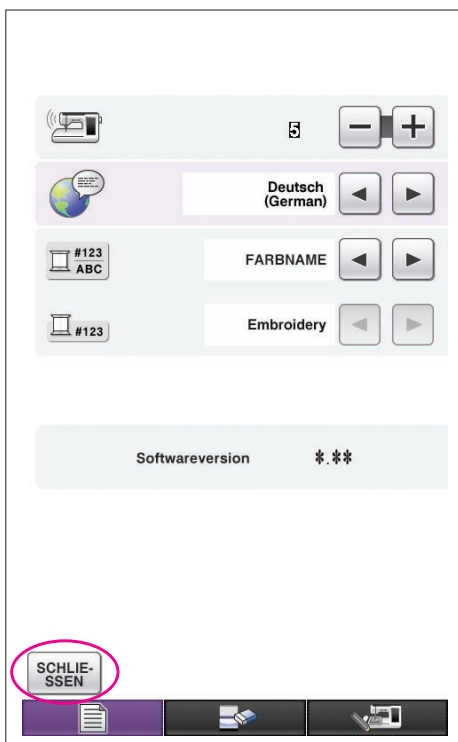 5
Deutsch
(German)
#123
ABC
FARBNAME
#123
Embroidery
Softwareversion *.**
SCHLIE-
SSEN